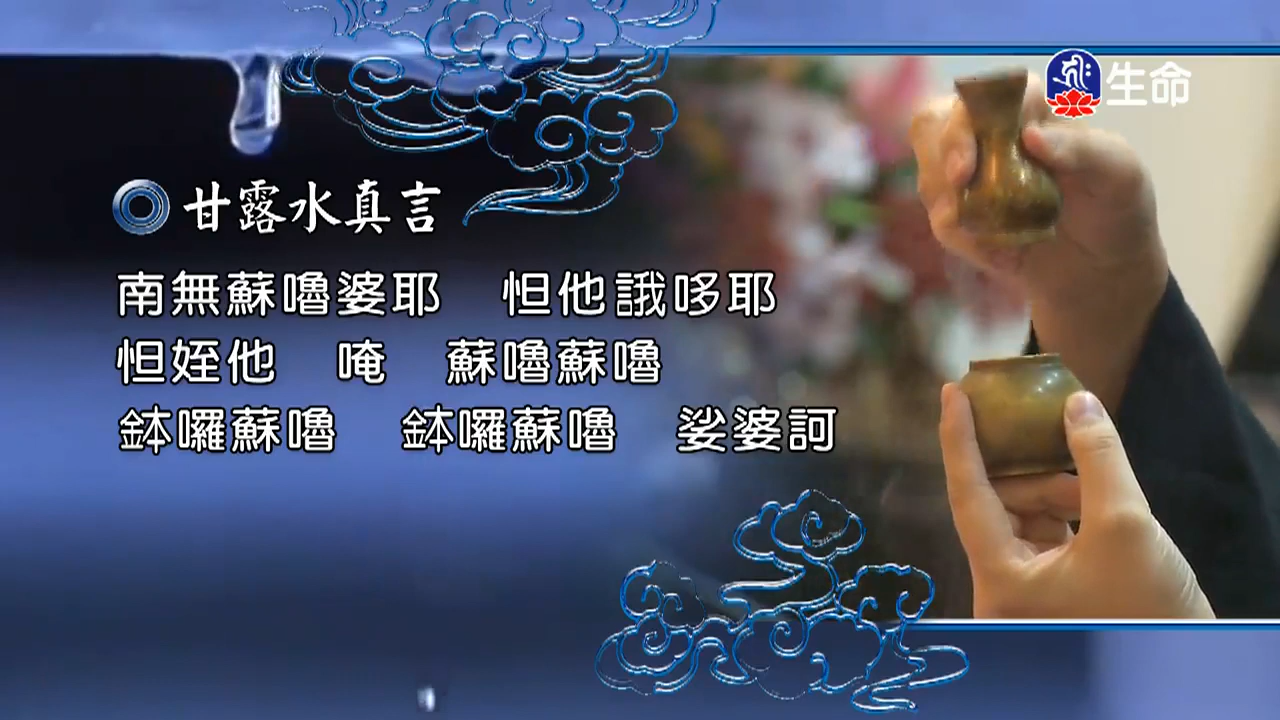 生命
甘露水真言
南無蘇嚕婆耶　怛他誐哆耶
怛姪他　唵　蘇嚕蘇嚕
鉢囉蘇嚕　鉢囉蘇嚕　娑婆訶